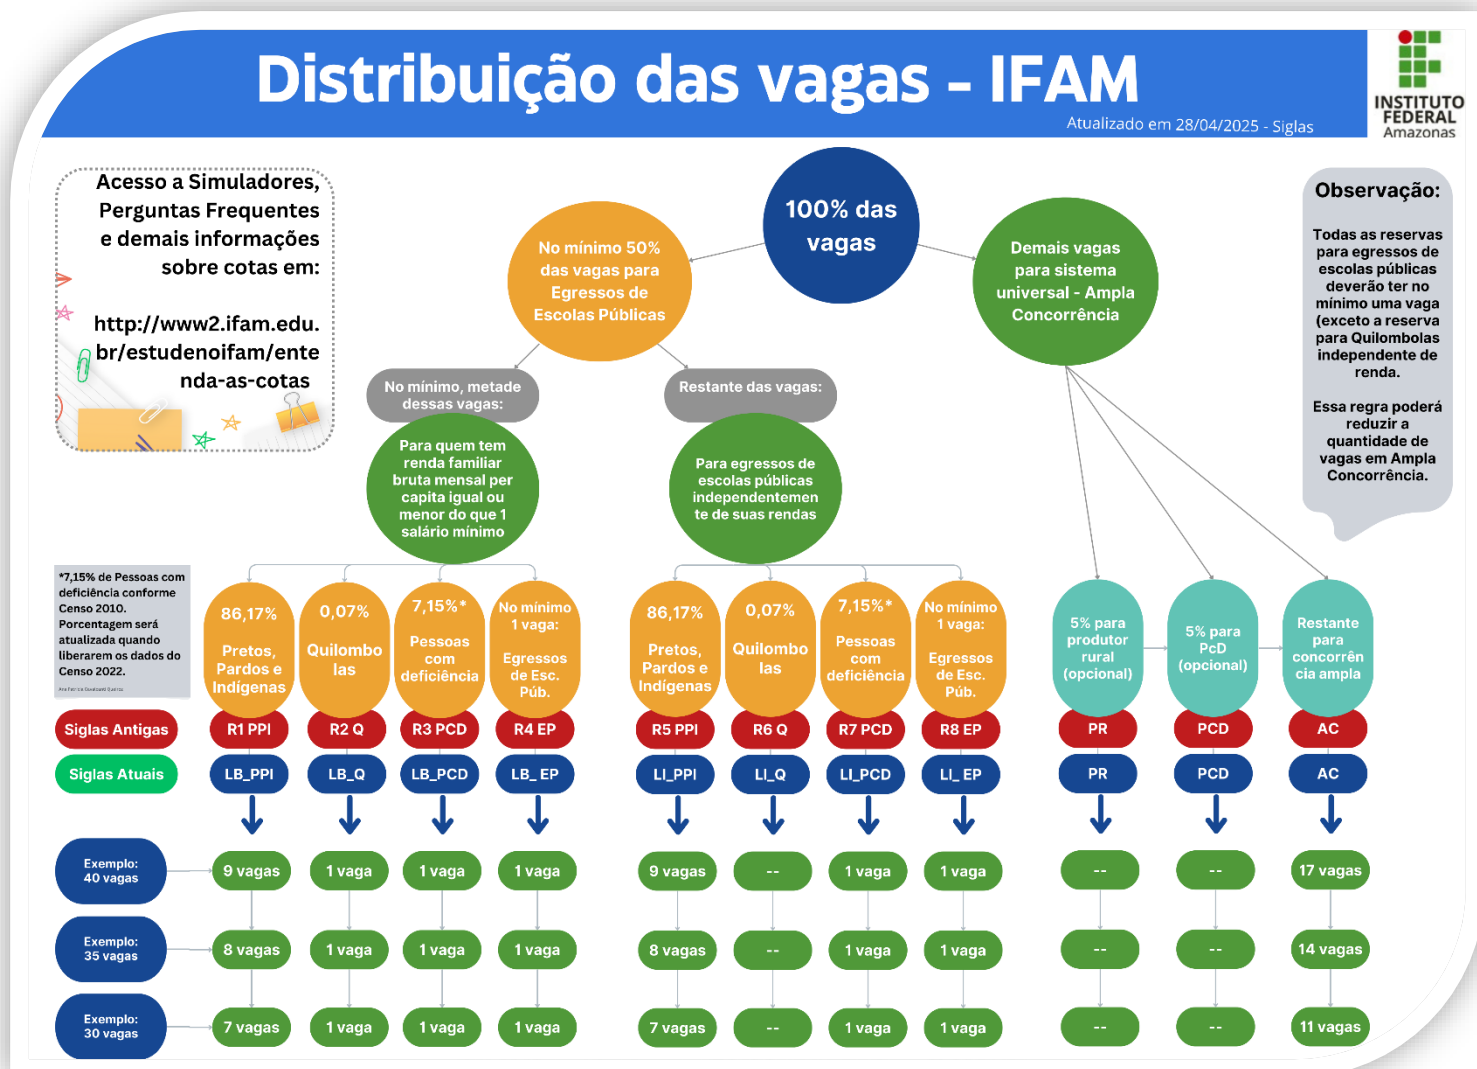 Distribuição das vagas - IFAM
Atualizado em 28/04/2025 - Siglas
INSTITUTO
FEDERAL
Amazonas
Acesso a Simuladores,
Perguntas Frequentes
e demais informações
sobre cotas em:
http://www2.ifam.edu.
br/estudenoifam/ente
nda-as-cotas
100% das
vagas
No mínimo 50%
das vagas para
Egressos de
Escolas Públicas
Demais vagas
para sistema
universal - Ampla
Concorrência
Observação:
Todas as reservas
para egressos de
escolas públicas
deverão ter no
mínimo uma vaga
(exceto a reserva
para Quilombolas
independente de
renda.
Essa regra poderá
reduzir a
quantidade de
vagas em Ampla
Concorrência.
No mínimo, metade
dessas vagas:
Restante das vagas:
Para quem tem
renda familiar
bruta mensal per
capita igual ou
menor do que 1
salário mínimo
Para egressos de
escolas públicas
independentemen
te de suas rendas
*7,15% de Pessoas com
deficiência conforme
Censo 2010.
Porcentagem será
atualizada quando
liberarem os dados do
Censo 2022.
86,17%
Pretos,
Pardos e
Indígenas
0,07%
Quilombo
las
7,15%*
Pessoas
com
deficiência
No mínimo
1 vaga:
Egressos
de Esc.
Púb.
86,17%
Pretos,
Pardos e
Indígenas
0,07%
Quilombo
las
7,15%*
Pessoas
com
deficiência
No mínimo
1 vaga:
Egressos
de Esc.
Púb.
5% para
produtor
rural
(opcional)
5% para
PcD
(opcional)
Restante
para
concorrên
cia ampla
Siglas Antigas
R1 PPI
R2 Q
R3 PCD
R4 EP
R5 PPI
R6 Q
R7 PCD
R8 EP
PR
PCD
AC
Siglas Atuais
LB_PPI
LB_Q
LB_PCD
LB_ EP
LI_PPI
LI_Q
LI_PCD
LI_ EP
PR
PCD
AC
Exemplo:
40 vagas
9 vagas
1 vaga
1 vaga
1 vaga
9 vagas
--
1 vaga
1 vaga
--
--
17 vagas
Exemplo:
35 vagas
8 vagas
1 vaga
1 vaga
1 vaga
8 vagas
--
1 vaga
1 vaga
--
--
14 vagas
Exemplo:
30 vagas
7 vagas
1 vaga
1 vaga
1 vaga
7 vagas
--
1 vaga
1 vaga
--
--
11 vagas